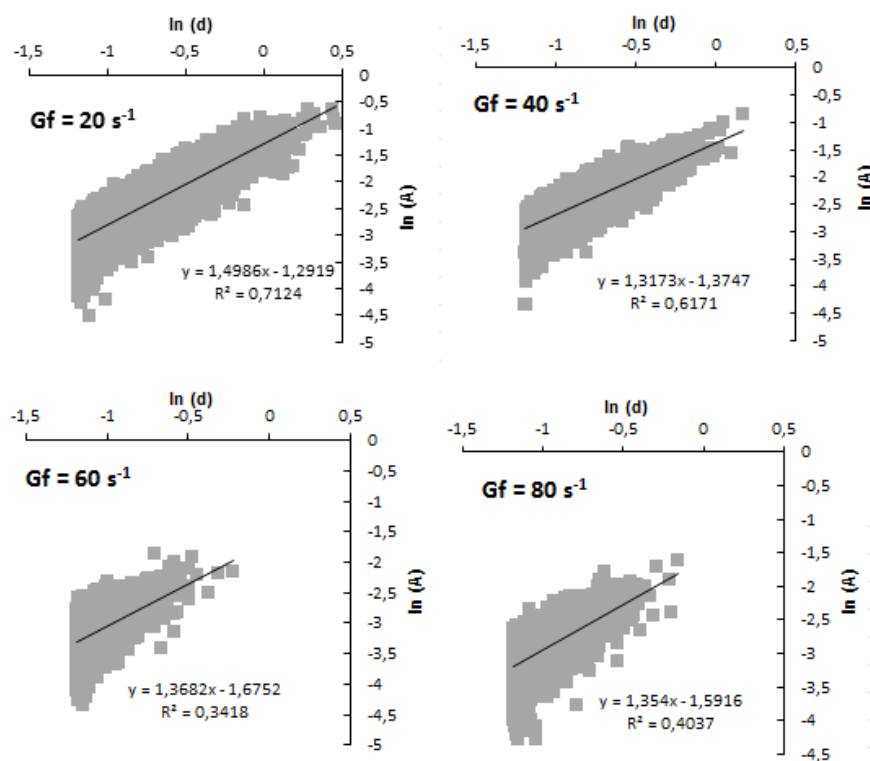 ln (d)
-1,5 -1 -0,5 0 0,5
0
-0,5
-1
-1,5
-2
-2,5
-3
-3,5
-4
-4,5
-5
ln (A)
Gf = 20 s⁻¹
y = 1,4986x - 1,2919
R² = 0,7124
ln (d)
-1,5 -1 -0,5 0 0,5
0
-0,5
-1
-1,5
-2
-2,5
-3
-3,5
-4
-4,5
-5
ln (A)
Gf = 40 s⁻¹
y = 1,3173x - 1,3747
R² = 0,6171
ln (d)
-1,5 -1 -0,5 0 0,5
0
-0,5
-1
-1,5
-2
-2,5
-3
-3,5
-4
-4,5
-5
ln (A)
Gf = 60 s⁻¹
y = 1,3682x - 1,6752
R² = 0,3418
ln (d)
-1,5 -1 -0,5 0 0,5
0
-0,5
-1
-1,5
-2
-2,5
-3
-3,5
-4
-4,5
ln (A)
Gf = 80 s⁻¹
y = 1,354x - 1,5916
R² = 0,4037